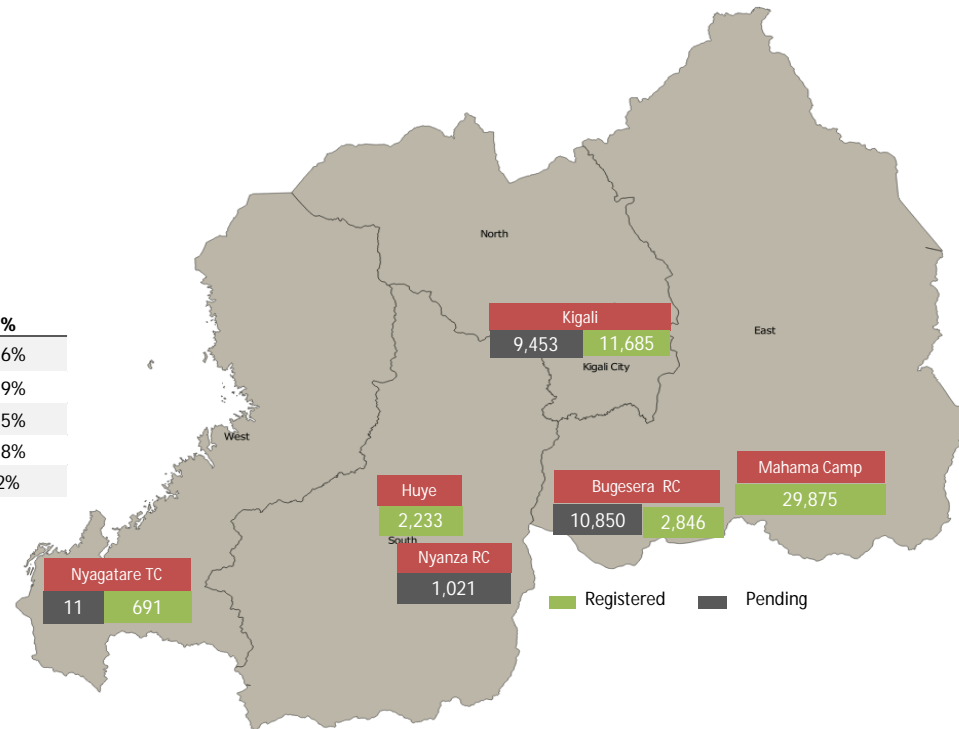 North
Kigali
9,453 11,685
Kigali City
East
%
6%
9%
5%
8%
2%
West
Mahama Camp
29,875
Huye
2,233
South
Bugesera RC
10,850 2,846
Nyanza RC
1,021
Nyagatare TC
11 691
Registered Pending